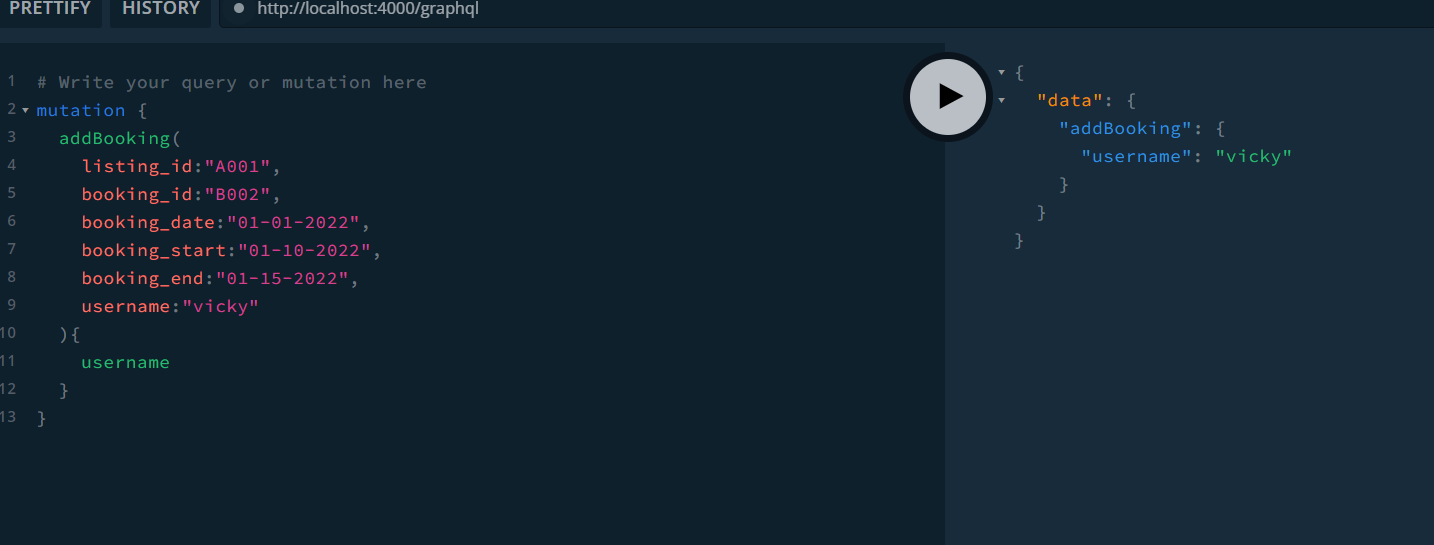 PRETTIFY HISTORY http://localhost:4000/graphql
1 # Write your query or mutation here
2 mutation {
3 addBooking(
4 listing_id:"A001",
5 booking_id:"B002",
6 booking_date:"01-01-2022",
7 booking_start:"01-10-2022",
8 booking_end:"01-15-2022",
9 username:"vicky"
10 ){
11 username
12 }
13 }
{
"data": {
"addBooking": {
"username": "vicky"
}
}
}